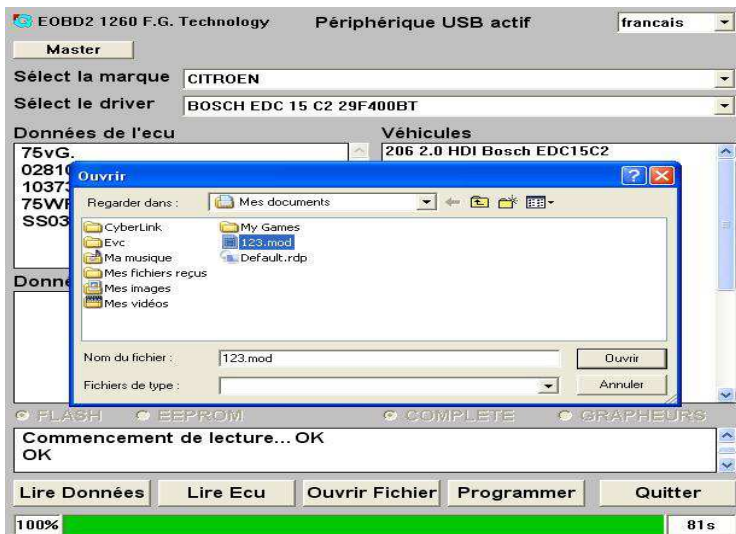 EOBD2 1260 F.G. Technology
Périphérique USB actif
francais
Master
Sélect la marque
CITROEN
Sélect le driver
BOSCH EDC 15 C2 29F400BT
Données de l'ecu
Véhicules
75vG.
206 2.0 HDI Bosch EDC15C2
Ouvrir
Regarder dans :
Mes documents
CyberLink
Evc
Ma musique
Mes fichiers reçus
Mes images
Mes vidéos
My Games
123.mod
Default.rdp
Nom du fichier :
123.mod
Ouvrir
Fichiers de type :
Annuler
FLASH
EEPROM
COMPLETE
GRAPHEURS
Commencement de lecture... OK
OK
Lire Données
Lire Ecu
Ouvrir Fichier
Programmer
Quitter
100%
81s